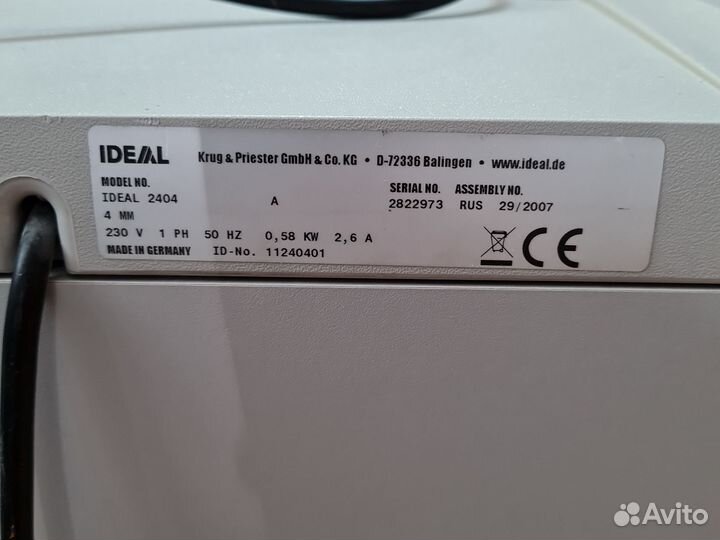 IDEAL Krug & Priester GmbH & Co. KG • D-72336 Balingen • www.ideal.de
MODEL NO. SERIAL NO. ASSEMBLY NO.
IDEAL 2404 A 2822973 RUS 29/2007
4 MM
230 V 1 PH 50 HZ 0,58 KW 2,6 A
MADE IN GERMANY ID-No. 11240401
CE
Avito